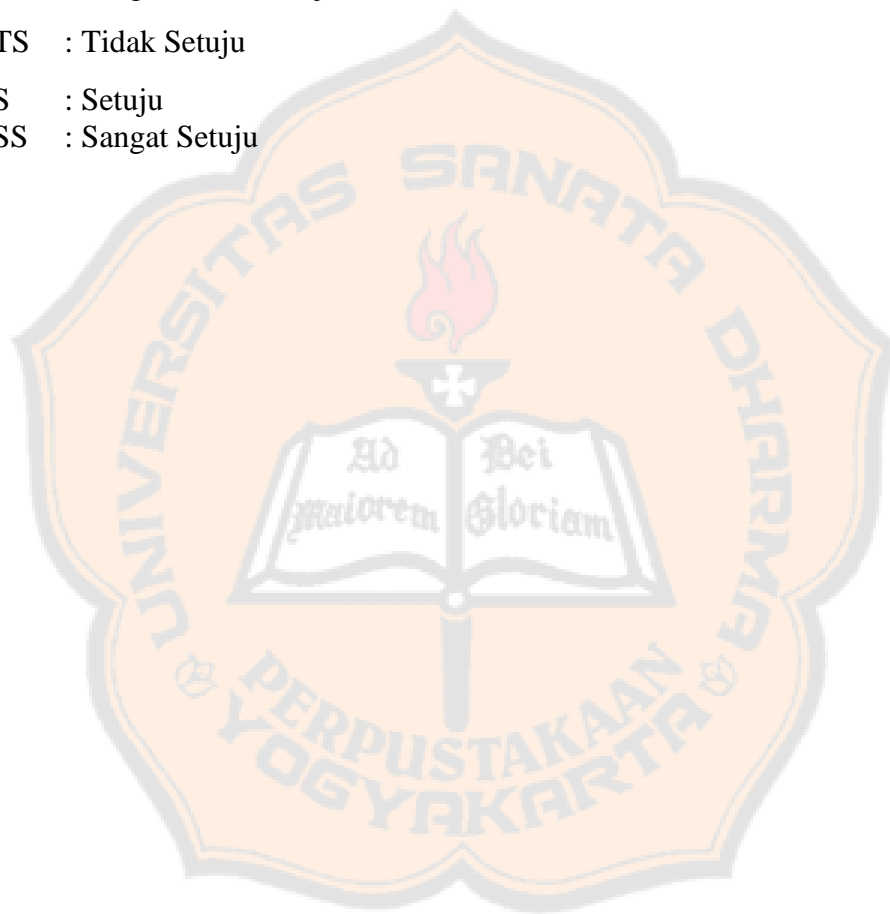 TS : Tidak Setuju
S : Setuju
SS : Sangat Setuju
UNIVERSITAS SANATA DHARMA
Ad Dei
Maiorem Gloriam
PERPUSTAKAAN
YOGYAKARTA